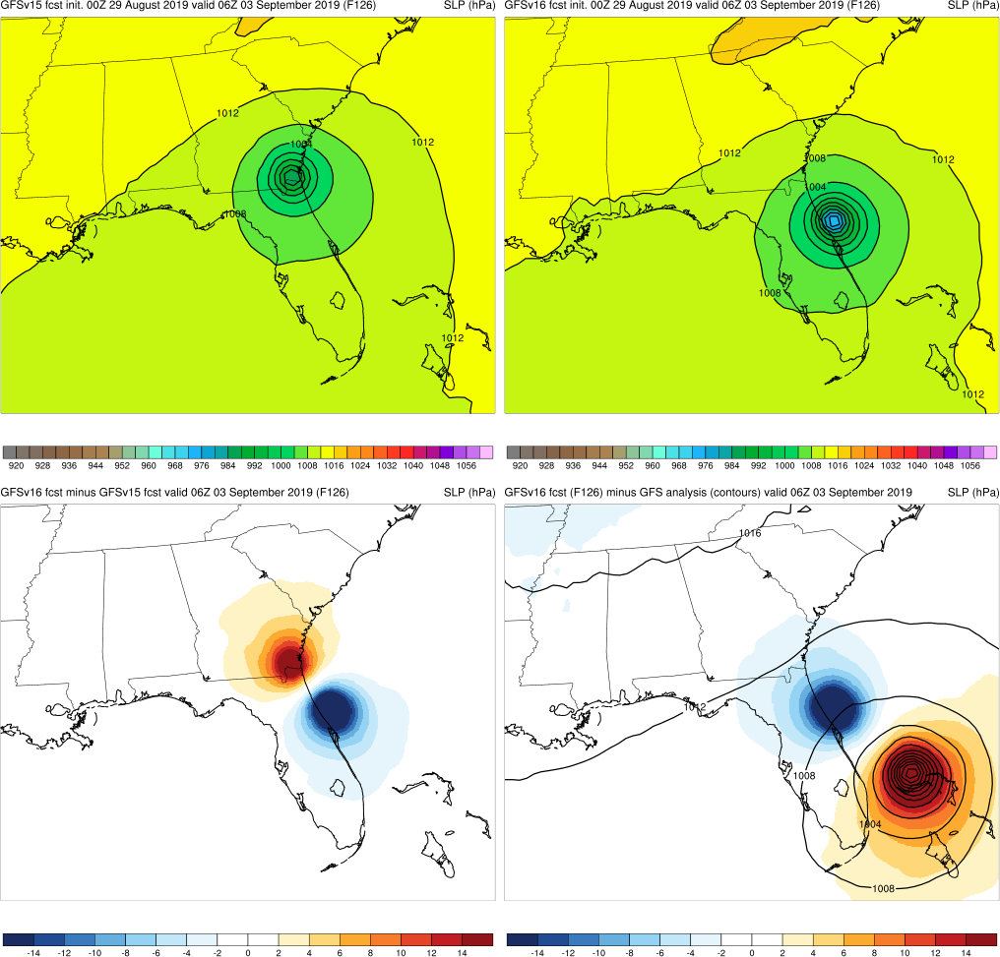 GFSv15 fcst init. 00Z 29 August 2019 valid 06Z 03 September 2019 (F126) SLP (hPa)
1012
1012
1004
1008
1012
920 928 936 944 952 960 968 976 984 992 1000 1008 1016 1024 1032 1040 1048 1056
GFSv16 fcst init. 00Z 29 August 2019 valid 06Z 03 September 2019 (F126) SLP (hPa)
1012
1008
1012
1004
1008
1012
928 928 936 944 952 960 968 976 984 992 1000 1008 1016 1024 1032 1040 1048 1056
GFSv16 fcst minus GFSv15 fcst valid 06Z 03 September 2019 (F126) SLP (hPa)
-14 -12 -10 -8 -6 -4 -2 0 2 4 6 8 10 12 14
GFSv16 fcst (F126) minus GFS analysis (contours) valid 06Z 03 September 2019 SLP (hPa)
1016
1012
1008
1004
1008
-14 -12 -10 -8 -6 -4 -2 0 2 4 6 8 10 12 14